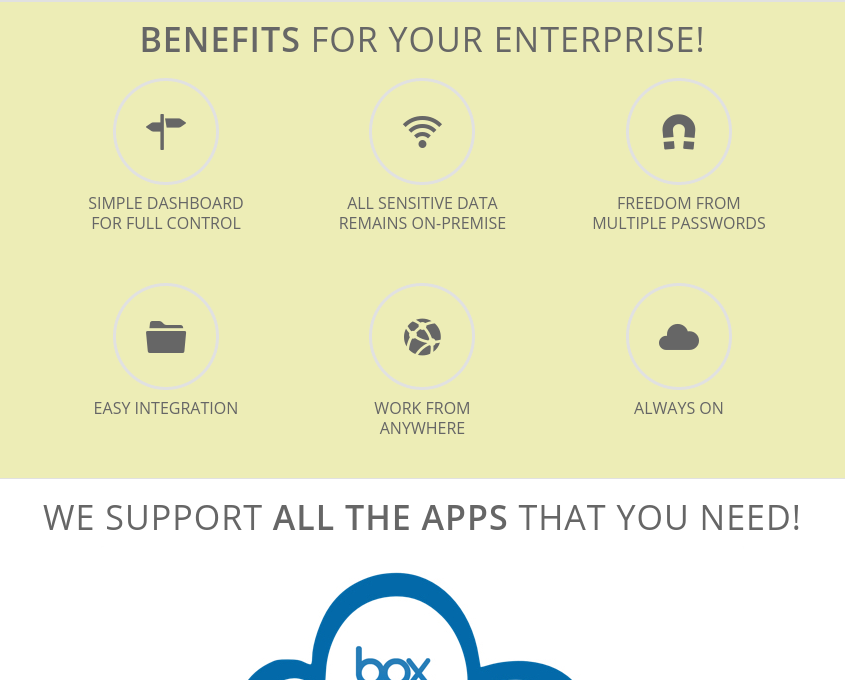 BENEFITS FOR YOUR ENTERPRISE!
SIMPLE DASHBOARD
FOR FULL CONTROL
ALL SENSITIVE DATA
REMAINS ON-PREMISE
FREEDOM FROM
MULTIPLE PASSWORDS
EASY INTEGRATION
WORK FROM
ANYWHERE
ALWAYS ON
WE SUPPORT ALL THE APPS THAT YOU NEED!
box